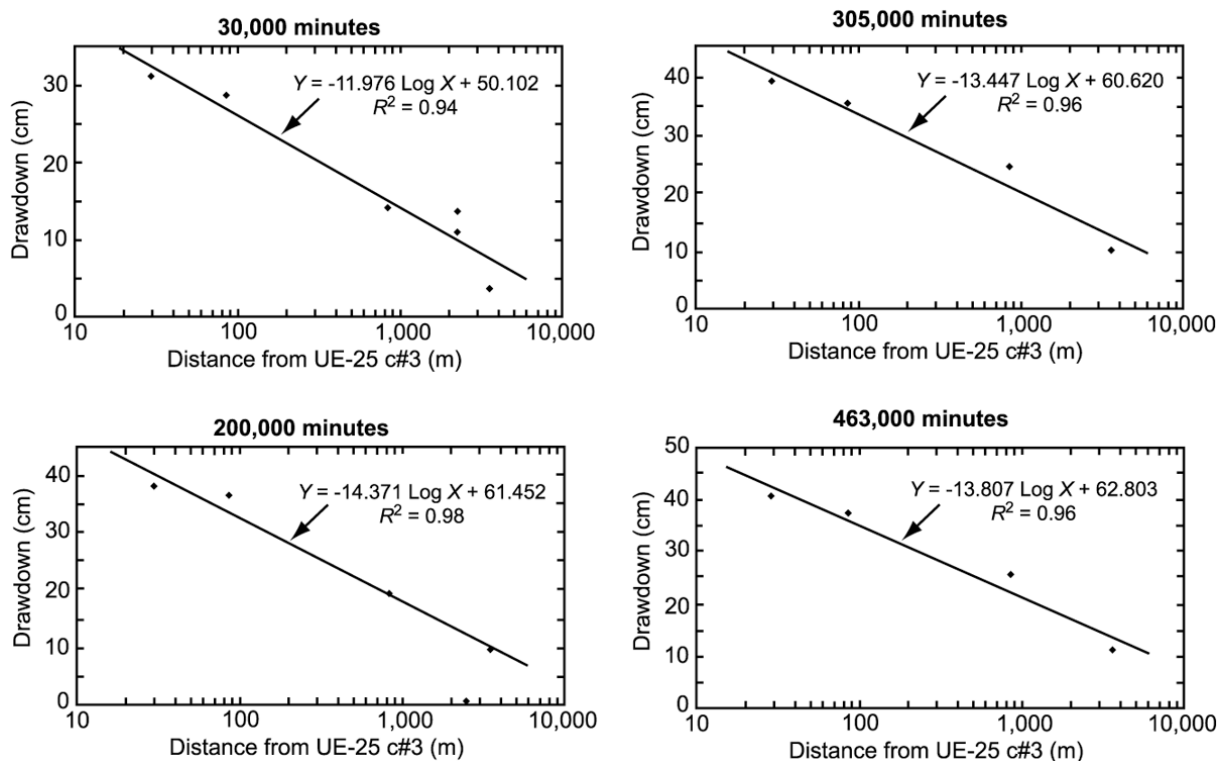 30,000 minutes
Drawdown (cm)
30
20
10
0
Y = -11.976 Log X + 50.102
R² = 0.94
10
100
1,000
10,000
Distance from UE-25 c#3 (m)
305,000 minutes
Drawdown (cm)
40
30
20
10
0
Y = -13.447 Log X + 60.620
R² = 0.96
10
100
1,000
10,000
Distance from UE-25 c#3 (m)
200,000 minutes
Drawdown (cm)
40
30
20
10
0
Y = -14.371 Log X + 61.452
R² = 0.98
10
100
1,000
10,000
Distance from UE-25 c#3 (m)
463,000 minutes
Drawdown (cm)
50
40
30
20
10
0
Y = -13.807 Log X + 62.803
R² = 0.96
10
100
1,000
10,000
Distance from UE-25 c#3 (m)